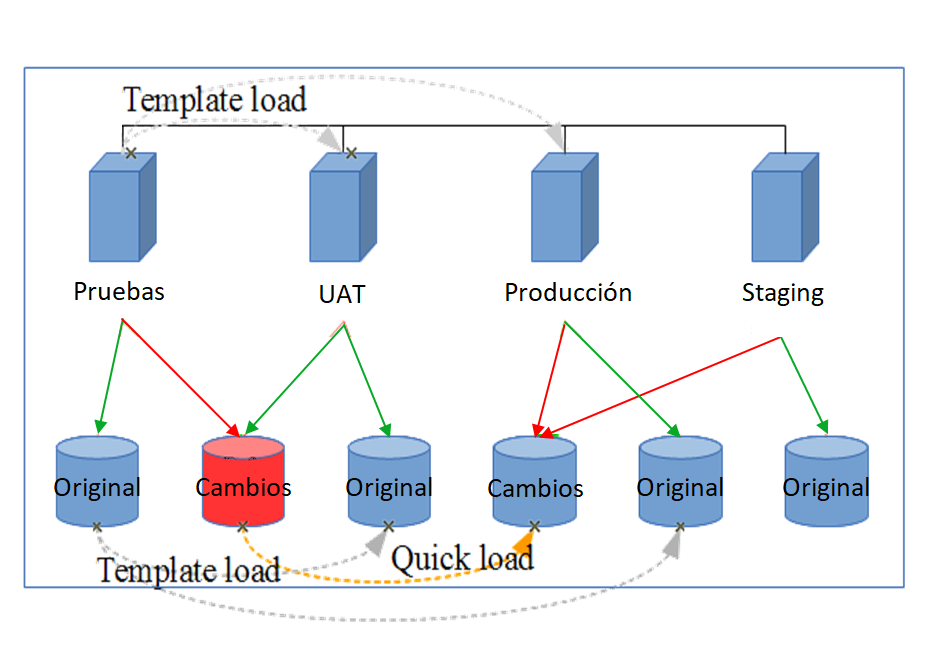 Template load
Pruebas
UAT
Producción
Staging
Original
Cambios
Original
Cambios
Original
Original
Template load
Quick load